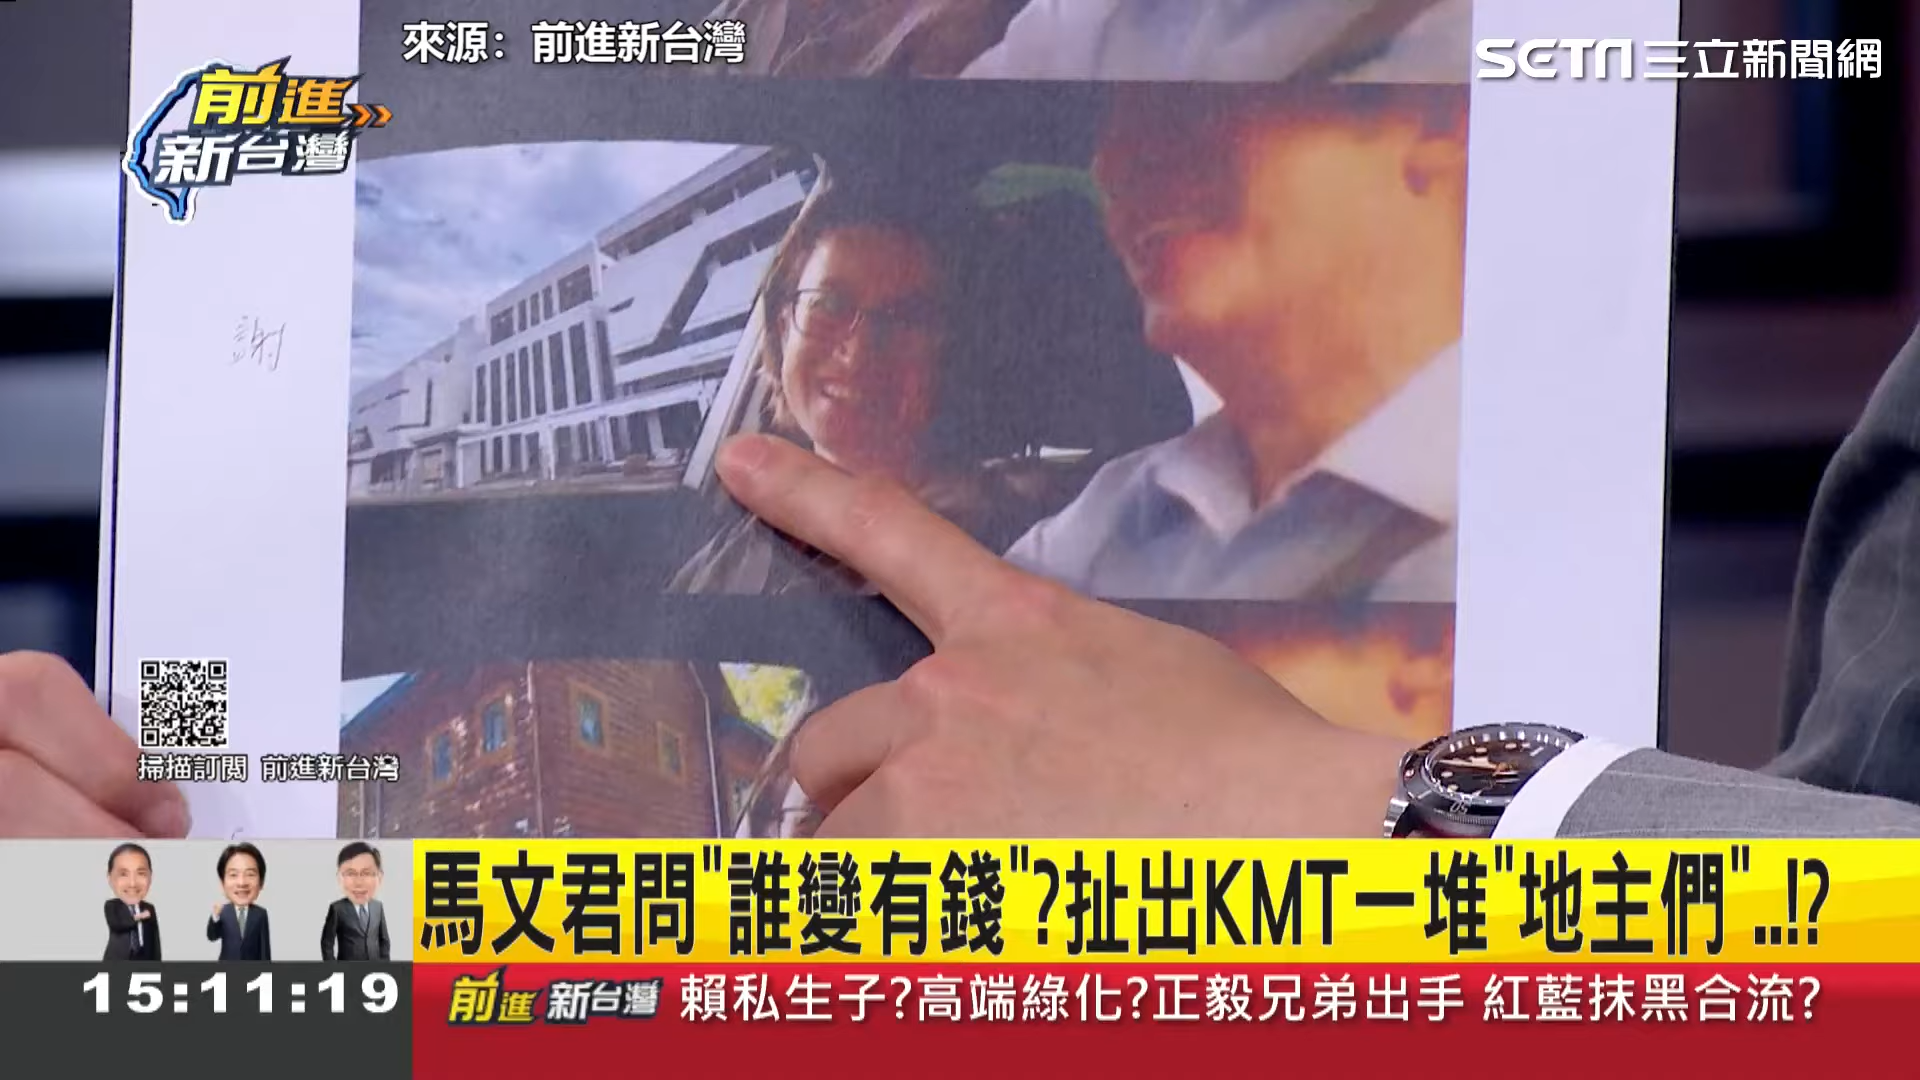 來源：前進新台灣
SETN三立新聞網
前進
新台灣
謝
掃描訂閱 前進新台灣
馬文君問"誰變有錢"?扯出KMT一堆"地主們"..!?
15:11:19
前進新台灣 賴私生子?高端綠化?正毅兄弟出手 紅藍抹黑合流?